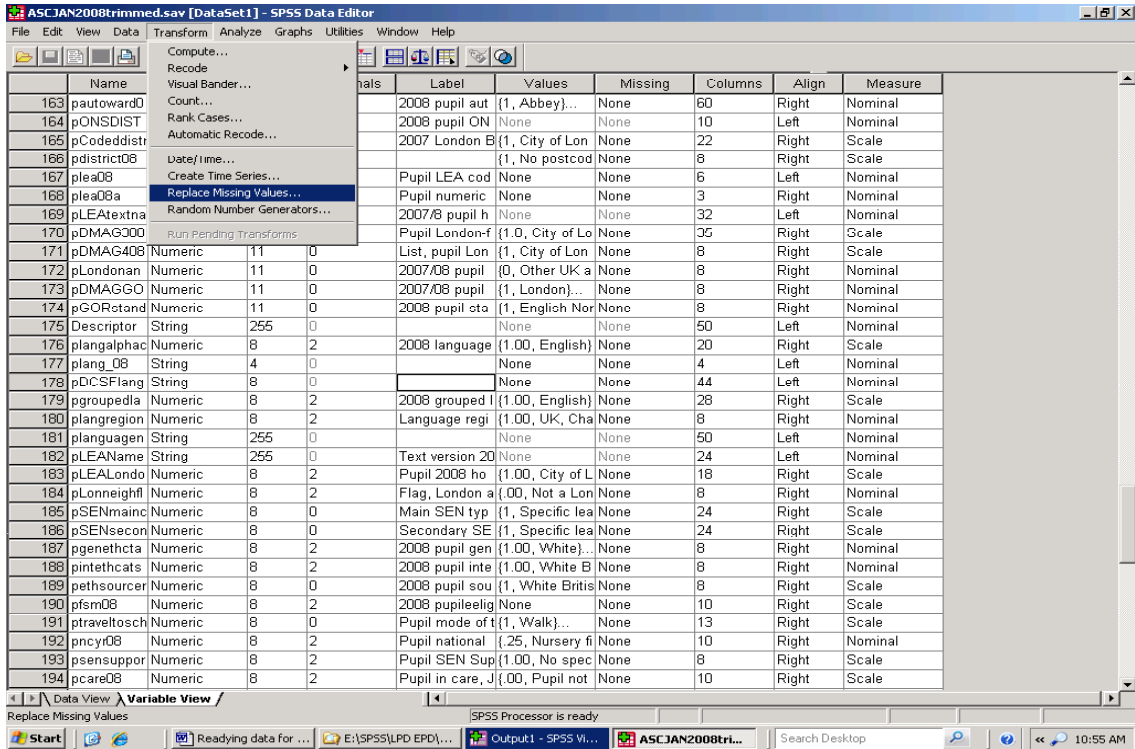 ASCJAN2008trimmed.sav [DataSet1] - SPSS Data Editor
File Edit View Data Transform Analyze Graphs Utilities Window Help
Compute...
Recode
Visual Bander...
Count...
Rank Cases...
Automatic Recode...
Date/Time...
Create Time Series...
Replace Missing Values...
Random Number Generators...
Run Pending Transforms
Name nals Label Values Missing Columns Align Measure
163 pautoward0 2008 pupil aut {1, Abbey}... None 60 Right Nominal
164 pONSDIST 2008 pupil ON None None 10 Left Nominal
165 pCodeddistr 2007 London B {1, City of Lon None 22 Right Scale
166 pdistrict08 {1, No postcod None 8 Right Scale
167 plea08 Pupil LEA cod None None 6 Left Nominal
168 plea08a Pupil numeric None None 3 Right Nominal
169 pLEAtextna 2007/8 pupil h None None 32 Left Nominal
170 pDMAG300 Pupil London-f {1.0, City of Lo None 35 Right Scale
171 pDMAG408 Numeric 11 0 List, pupil Lon {1, City of Lon None 8 Right Scale
172 pLondonan Numeric 11 0 2007/08 pupil {0, Other UK a None 8 Right Nominal
173 pDMAGGO Numeric 11 0 2007/08 pupil {1, London}... None 8 Right Nominal
174 pGORstand Numeric 11 0 2008 pupil sta {1, English Nor None 8 Right Nominal
175 Descriptor String 255 0 None None 50 Left Nominal
176 plangalphac Numeric 8 2 2008 language {1.00, English} None 20 Right Scale
177 plang_08 String 4 0 None None 4 Left Nominal
178 pDCSFlang String 8 0 None None 44 Left Nominal
179 pgroupedla Numeric 8 2 2008 grouped l {1.00, English} None 28 Right Scale
180 plangregion Numeric 8 2 Language regi {1.00, UK, Cha None 8 Right Nominal
181 planguagen String 255 0 None None 50 Left Nominal
182 pLEAName String 24 0 Text version 20 None None 24 Left Nominal
183 pLEALondo Numeric 8 2 Pupil 2008 ho {1.00, City of L None 18 Right Scale
184 pLonneighfl Numeric 8 2 Flag, London a {.00, Not a Lon None 8 Right Nominal
185 pSENmainc Numeric 8 0 Main SEN typ {1, Specific lea None 24 Right Scale
186 pSENsecon Numeric 8 0 Secondary SE {1, Specific lea None 24 Right Scale
187 pgenethcta Numeric 8 2 2008 pupil gen {1.00, White}... None 8 Right Nominal
188 pintethcats Numeric 8 2 2008 pupil inte {1.00, White B None 8 Right Nominal
189 pethsourcer Numeric 8 0 2008 pupil sou {1, White Britis None 8 Right Scale
190 pfsm08 Numeric 8 2 2008 pupileelig None None 10 Right Scale
191 ptraveltosch Numeric 8 0 Pupil mode of t {1, Walk}... None 13 Right Scale
192 pncyr08 Numeric 8 2 Pupil national {.25, Nursery fi None 10 Right Nominal
193 psensuppor Numeric 8 2 Pupil SEN Sup {1.00, No spec None 8 Right Scale
194 pcare08 Numeric 8 2 Pupil in care, J {.00, Pupil not None 10 Right Scale
Data View Variable View
Replace Missing Values SPSS Processor is ready
Start Readying data for ... E:\SPSS\LPD EPD\... Output1 - SPSS Vi... ASCJAN2008tri... Search Desktop 10:55 AM